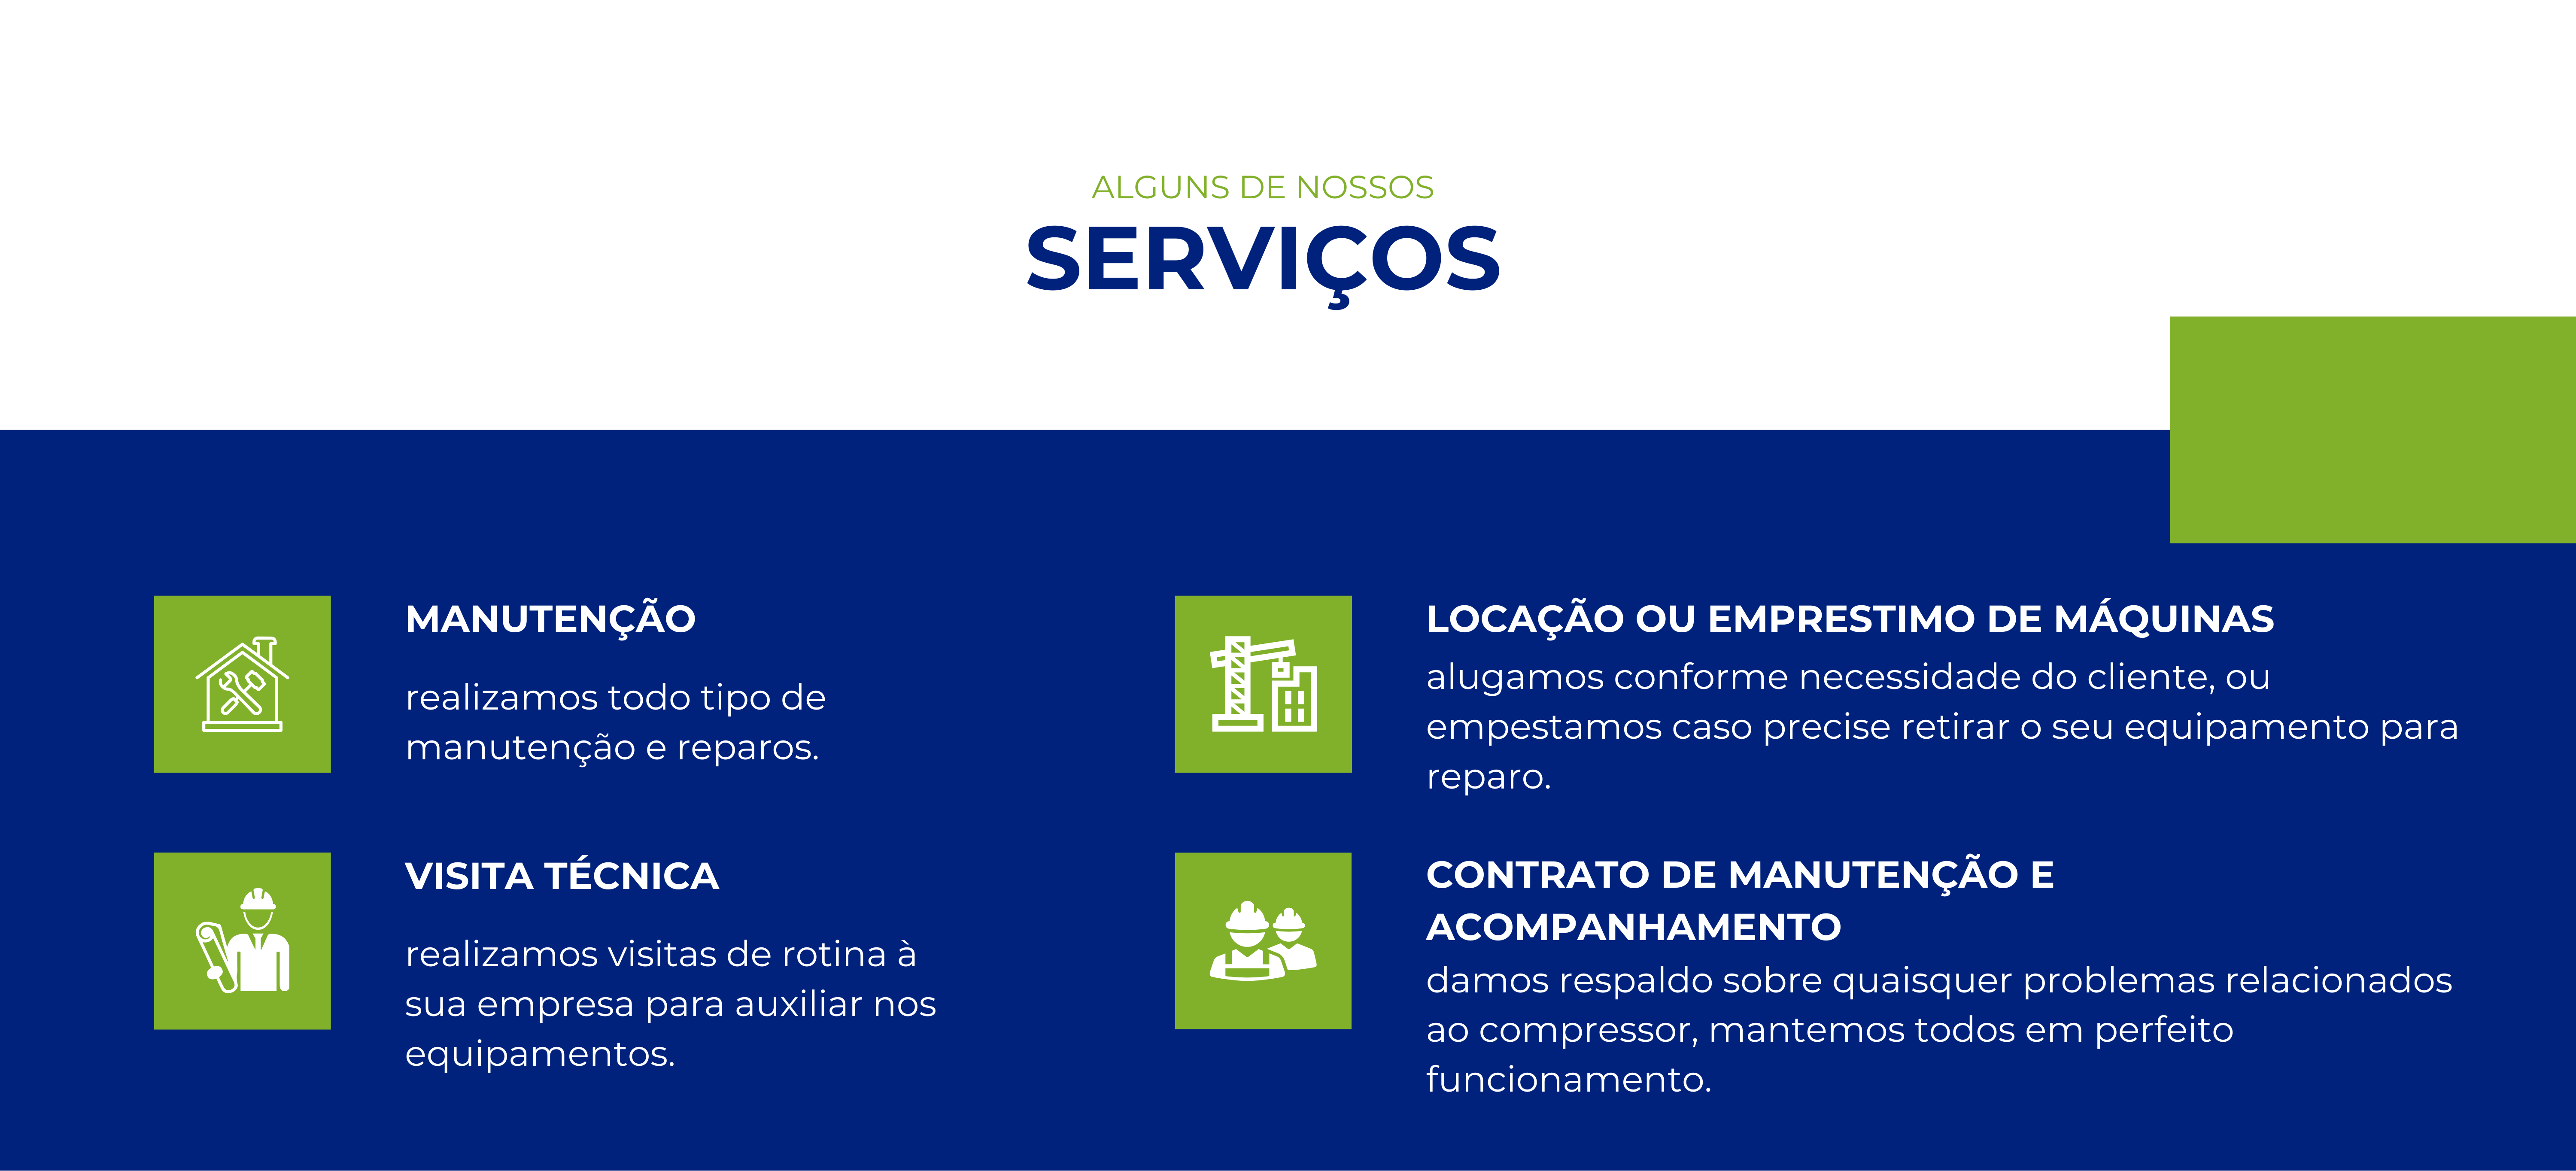 ALGUNS DE NOSSOS
SERVIÇOS
MANUTENÇÃO
realizamos todo tipo de
manutenção e reparos.
LOCAÇÃO OU EMPRESTIMO DE MÁQUINAS
alugamos conforme necessidade do cliente, ou
empestamos caso precise retirar o seu equipamento para
reparo.
VISITA TÉCNICA
realizamos visitas de rotina à
sua empresa para auxiliar nos
equipamentos.
CONTRATO DE MANUTENÇÃO E
ACOMPANHAMENTO
damos respaldo sobre quaisquer problemas relacionados
ao compressor, mantemos todos em perfeito
funcionamento.